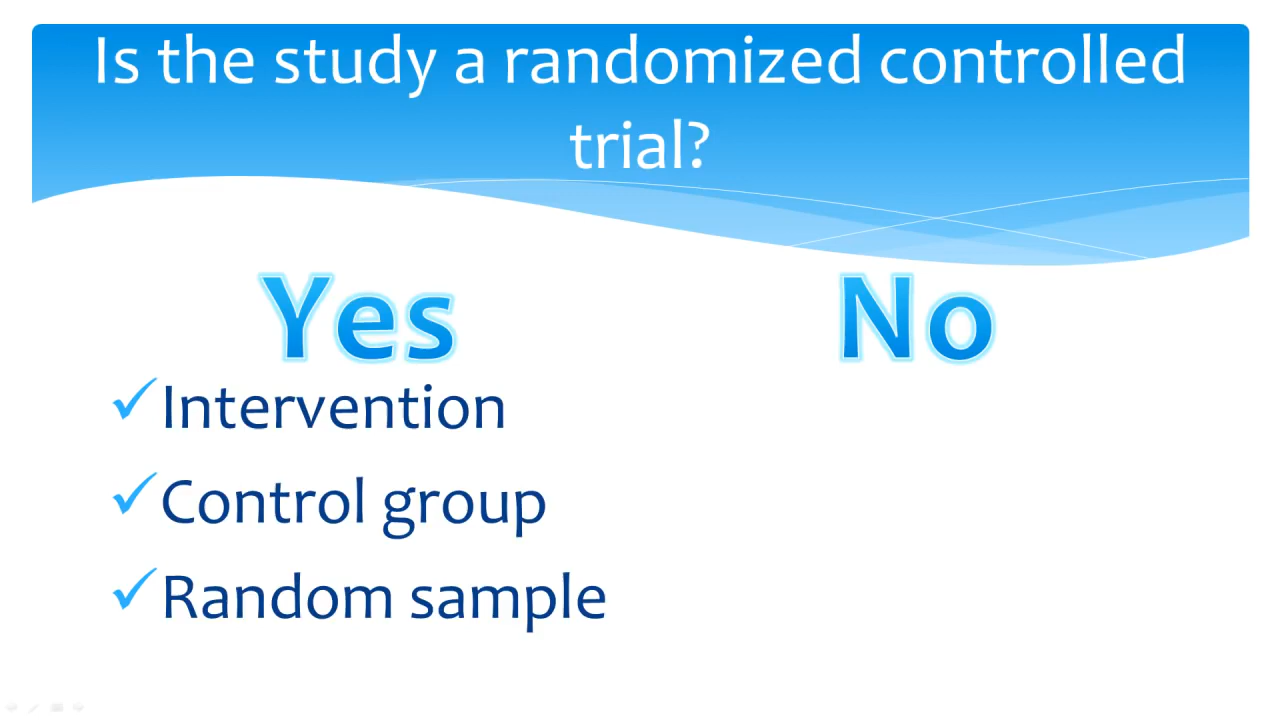 Is the study a randomized controlled
trial?
Yes
No
Intervention
Control group
Random sample